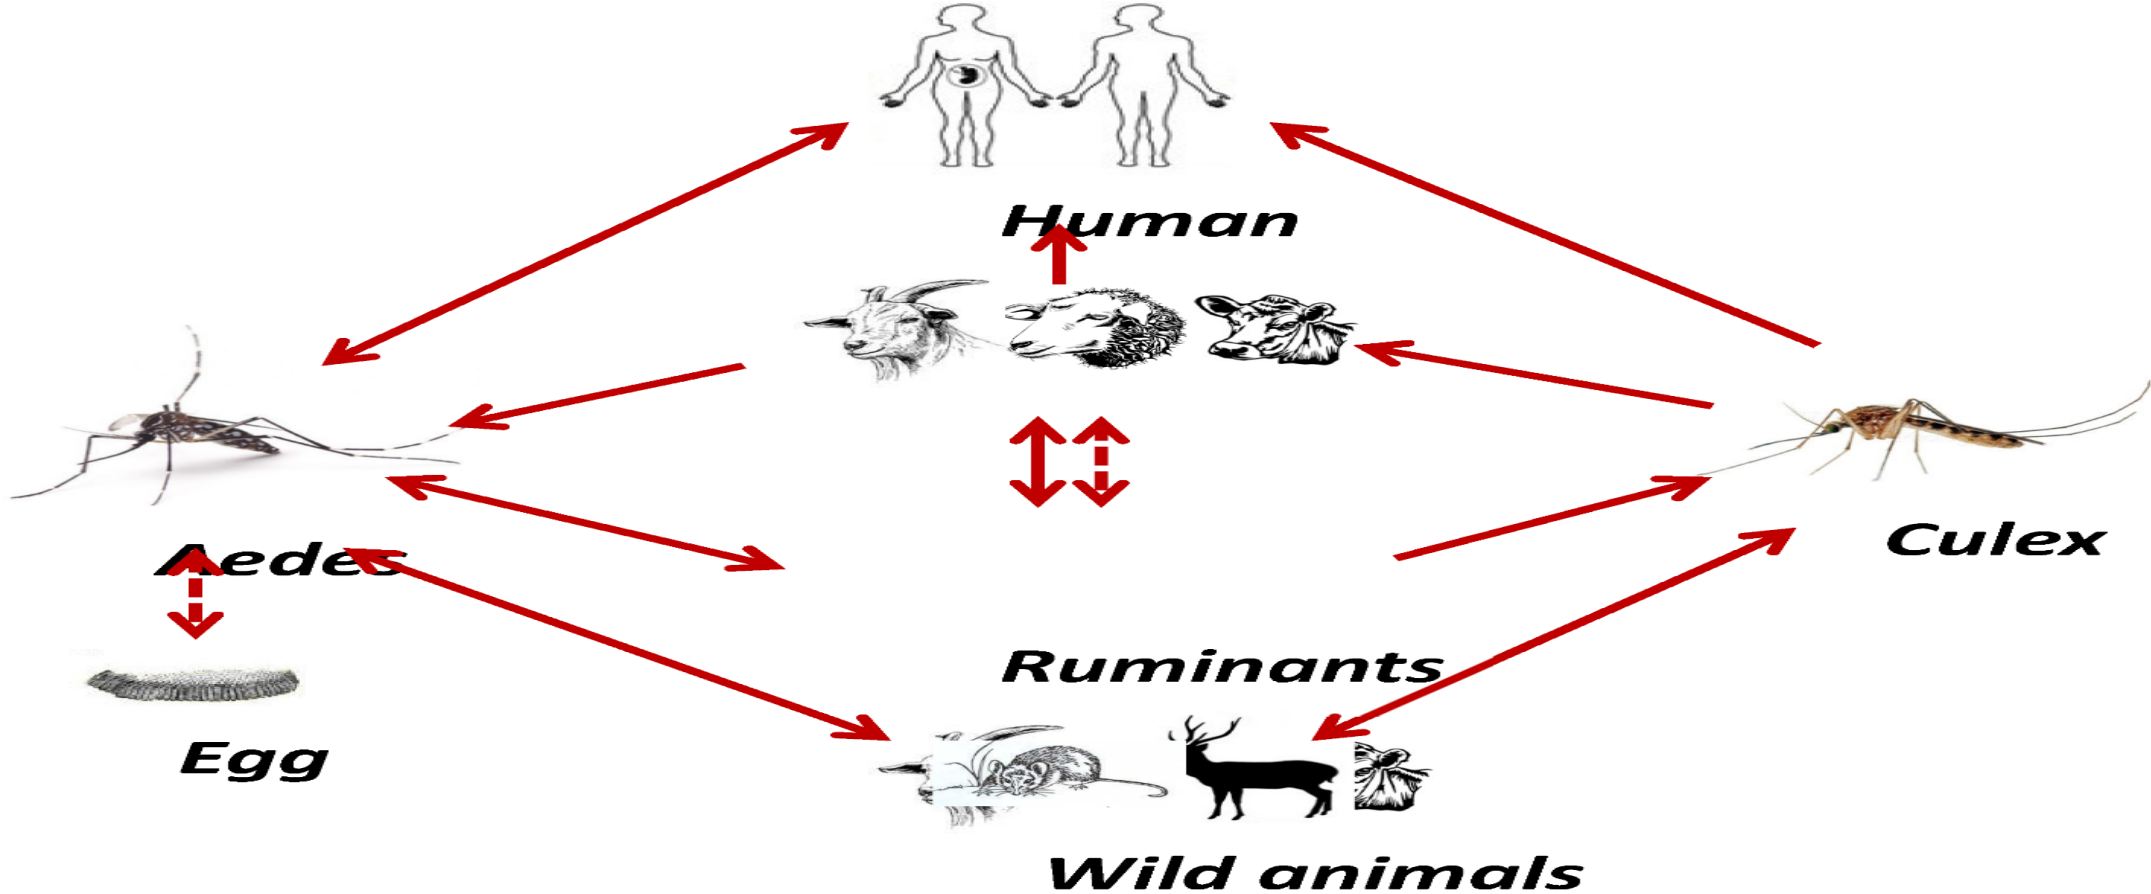 Human
Aedes
Culex
Ruminants
Egg
Wild animals